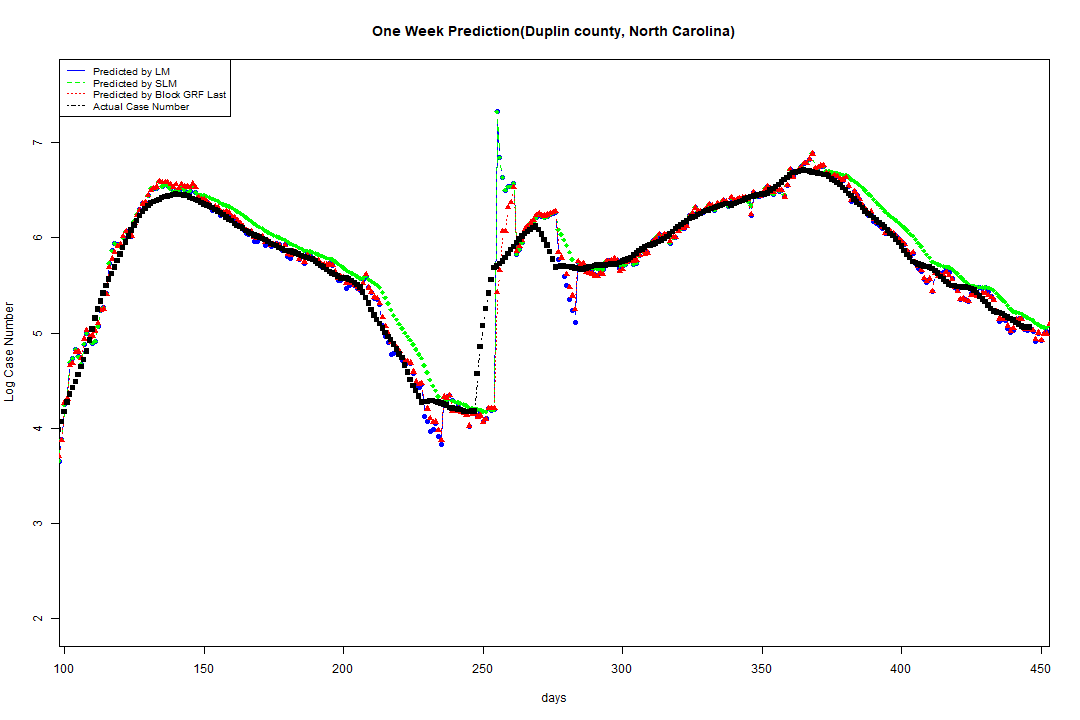 One Week Prediction(Duplin county, North Carolina)
Predicted by LM
Predicted by SLM
Predicted by Block GRF Last
Actual Case Number
Log Case Number
7
6
5
4
3
2
100 150 200 250 300 350 400 450
days